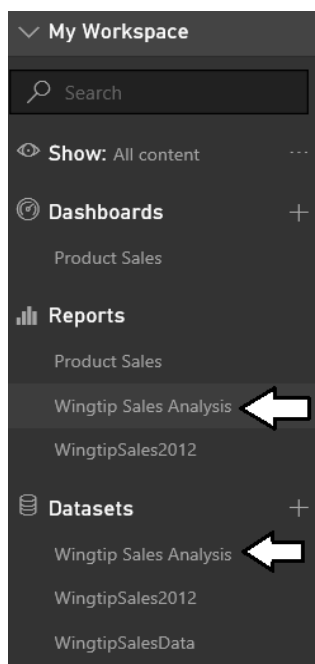 My Workspace
Search
Show: All content ...
Dashboards
Product Sales
Reports
Product Sales
Wingtip Sales Analysis
WingtipSales2012
Datasets
Wingtip Sales Analysis
WingtipSales2012
WingtipSalesData